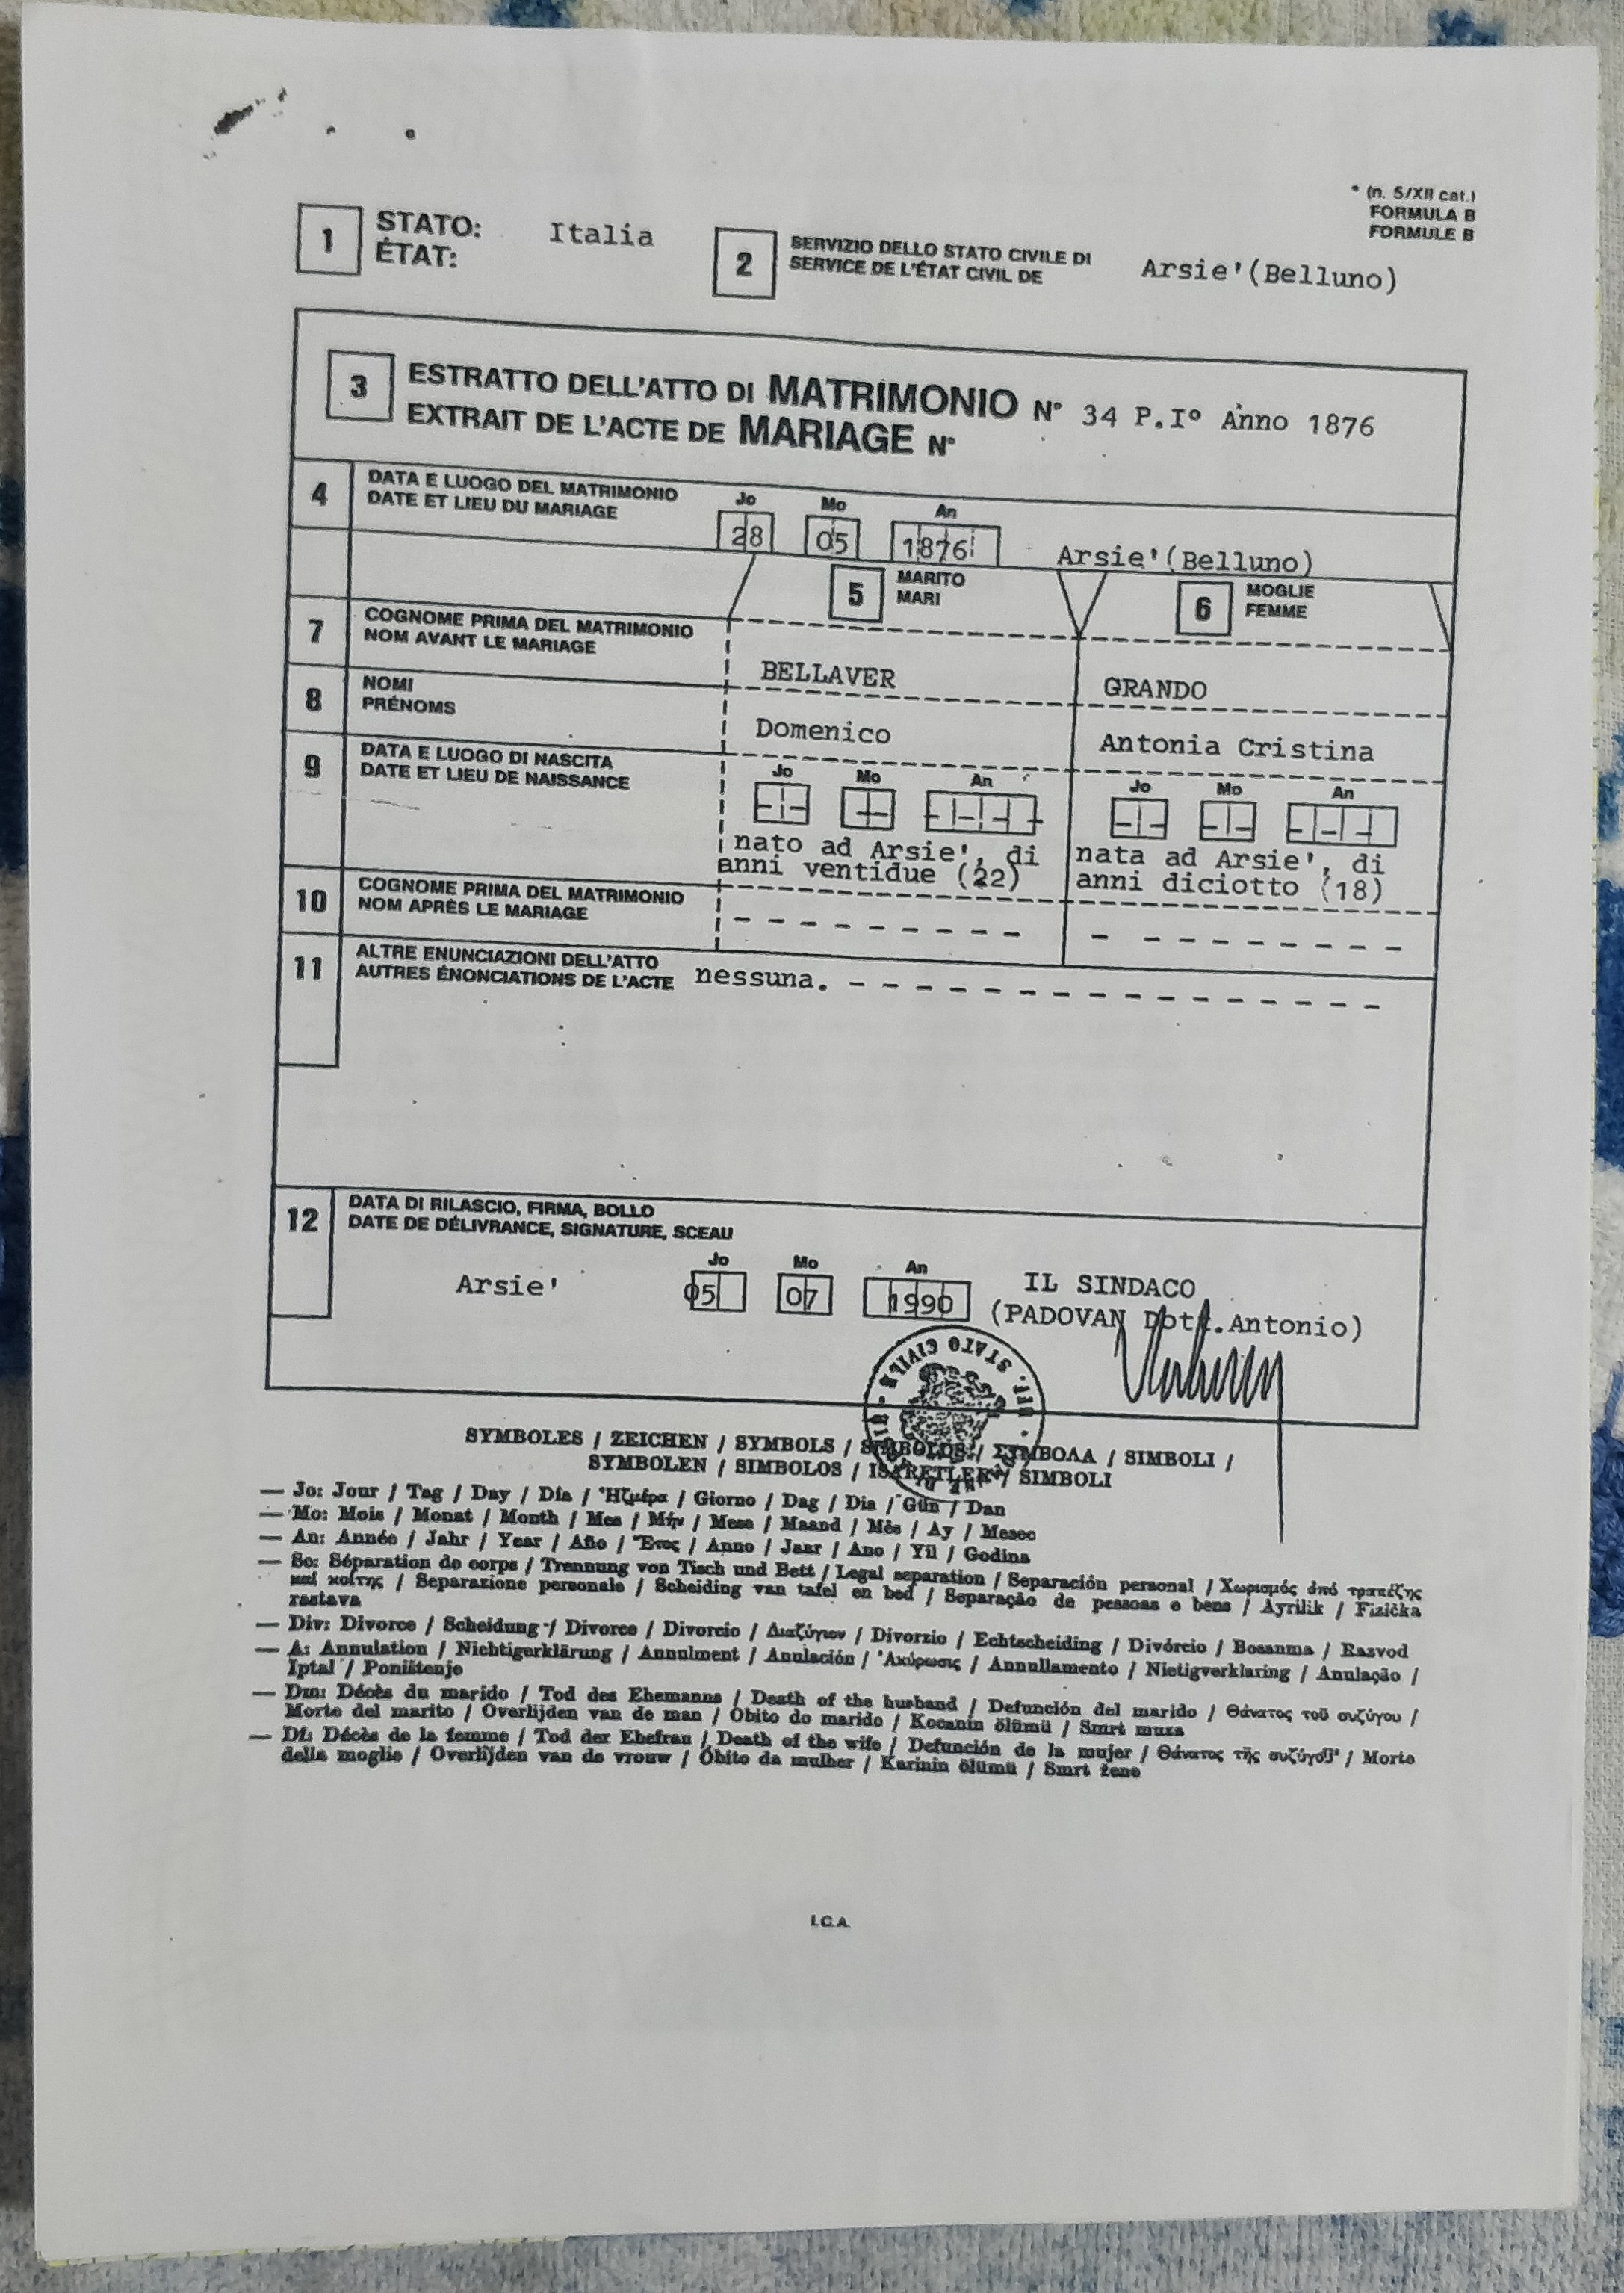 * (n. 5/XII cat.)
FORMULA B
FORMULE B
1 STATO: Italia
ÉTAT:
2 SERVIZIO DELLO STATO CIVILE DI Arsie'(Belluno)
SERVICE DE L'ÉTAT CIVIL DE
3 ESTRATTO DELL'ATTO DI MATRIMONIO N° 34 P.I° Anno 1876
EXTRAIT DE L'ACTE DE MARIAGE N°
4 DATA E LUOGO DEL MATRIMONIO
DATE ET LIEU DU MARIAGE
Jo Mo An
28 05 1876 Arsie'(Belluno)
5 MARITO
MARI
6 MOGLIE
FEMME
7 COGNOME PRIMA DEL MATRIMONIO
NOM AVANT LE MARIAGE
BELLAVER GRANDO
8 NOMI
PRÉNOMS
Domenico Antonia Cristina
9 DATA E LUOGO DI NASCITA
DATE ET LIEU DE NAISSANCE
Jo Mo An Jo Mo An
nato ad Arsie', di
anni ventidue (22)
nata ad Arsie', di
anni diciotto (18)
10 COGNOME PRIMA DEL MATRIMONIO
NOM APRÈS LE MARIAGE
- - - - - - - - - - - - - - - - - -
11 ALTRE ENUNCIAZIONI DELL'ATTO
AUTRES ÉNONCIATIONS DE L'ACTE nessuna. - - - - - - - - - - - - - - - - -
12 DATA DI RILASCIO, FIRMA, BOLLO
DATE DE DÉLIVRANCE, SIGNATURE, SCEAU
Jo Mo An
Arsie' 05 07 1990 IL SINDACO
(PADOVAN Dott.Antonio)
STATO CIVILE
SYMBOLES / ZEICHEN / SYMBOLS / SIMBOLOS / ΣΥΜΒΟΛΑ / SIMBOLI /
SYMBOLEN / SIMBOLOS / ISARETLER / SIMBOLI
— Jo: Jour / Tag / Day / Día / Ἡμέρα / Giorno / Dag / Dia / Gün / Dan
— Mo: Mois / Monat / Month / Mes / Μήν / Mese / Maand / Mês / Ay / Mesec
— An: Année / Jahr / Year / Año / Ἔτος / Anno / Jaar / Ano / Yil / Godina
— Sc: Séparation de corps / Trennung von Tisch und Bett / Legal separation / Separación personal / Χωρισμός ἀπό τραπέζης
καί κοίτης / Separazione personale / Scheiding van tafel en bed / Separação de pessoas e bens / Ayrilik / Fizička
rastava
— Div: Divorce / Scheidung / Divorce / Divorcio / Διαζύγιον / Divorzio / Echtscheiding / Divórcio / Bosanma / Razvod
— A: Annulation / Nichtigerklärung / Annulment / Anulación / Ἀκύρωσις / Annullamento / Nietigverklaring / Anulação /
Iptal / Poništenje
— Dm: Décès du marido / Tod des Ehemanns / Death of the husband / Defunción del marido / Θάνατος τοῦ συζύγου /
Morte del marito / Overlijden van de man / Óbito do marido / Kocanin ölümü / Smrt muza
— Df: Décès de la femme / Tod der Ehefrau / Death of the wife / Defunción de la mujer / Θάνατος τῆς συζύγου / Morte
della moglie / Overlijden van de vrouw / Óbito da mulher / Karinin ölümü / Smrt žene
I.C.A.